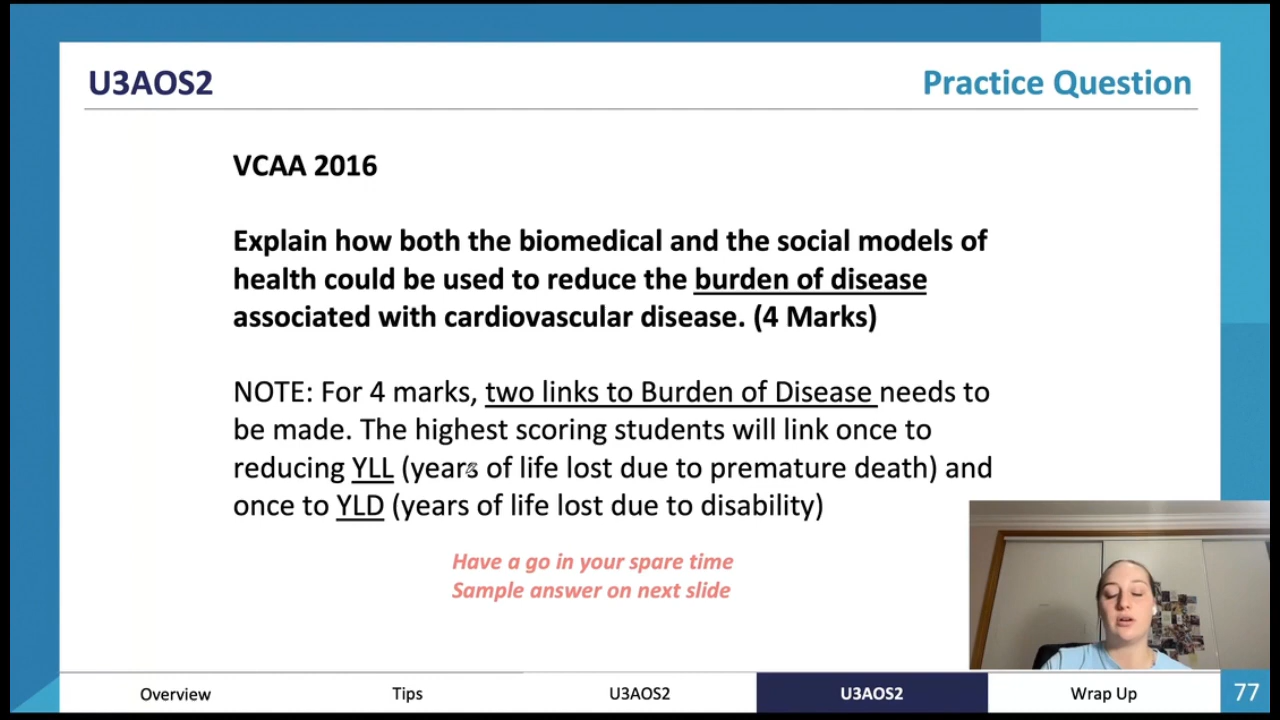 U3AOS2
Practice Question
VCAA 2016
Explain how both the biomedical and the social models of
health could be used to reduce the burden of disease
associated with cardiovascular disease. (4 Marks)
NOTE: For 4 marks, two links to Burden of Disease needs to
be made. The highest scoring students will link once to
reducing YLL (years of life lost due to premature death) and
once to YLD (years of life lost due to disability)
Have a go in your spare time
Sample answer on next slide
Overview
Tips
U3AOS2
U3AOS2
Wrap Up
77